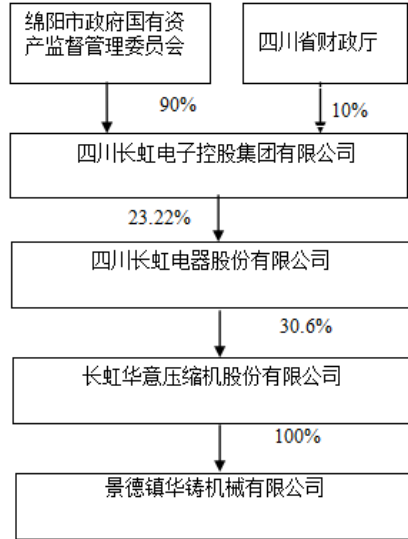 绵阳市政府国有资
产监督管理委员会
四川省财政厅
90%
10%
四川长虹电子控股集团有限公司
23.22%
四川长虹电器股份有限公司
30.6%
长虹华意压缩机股份有限公司
100%
景德镇华铸机械有限公司